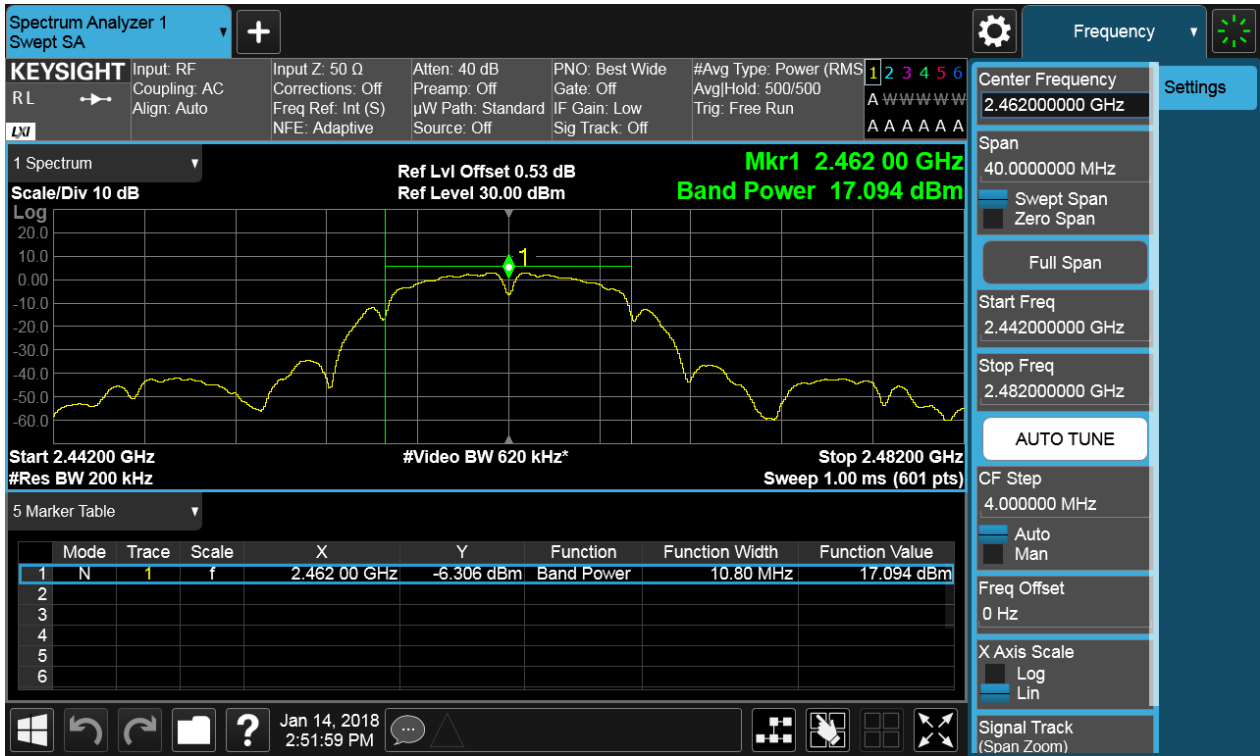 Spectrum Analyzer 1
Swept SA
Frequency
KEYSIGHT
R L
LXI
Input: RF
Coupling: AC
Align: Auto
Input Z: 50 Ω
Corrections: Off
Freq Ref: Int (S)
NFE: Adaptive
Atten: 40 dB
Preamp: Off
µW Path: Standard
Source: Off
PNO: Best Wide
Gate: Off
IF Gain: Low
Sig Track: Off
#Avg Type: Power (RMS
Avg|Hold: 500/500
Trig: Free Run
1 2 3 4 5 6
A W W W W W
A A A A A A
1 Spectrum
Scale/Div 10 dB
Ref Lvl Offset 0.53 dB
Ref Level 30.00 dBm
Mkr1 2.462 00 GHz
Band Power 17.094 dBm
Log
20.0
10.0
0.00
-10.0
-20.0
-30.0
-40.0
-50.0
-60.0
1
Start 2.44200 GHz
#Video BW 620 kHz*
Stop 2.48200 GHz
#Res BW 200 kHz
Sweep 1.00 ms (601 pts)
5 Marker Table
Mode Trace Scale X Y Function Function Width Function Value
1 N 1 f 2.462 00 GHz -6.306 dBm Band Power 10.80 MHz 17.094 dBm
2
3
4
5
6
?
Jan 14, 2018
2:51:59 PM
Center Frequency
2.462000000 GHz
Settings
Span
40.0000000 MHz
Swept Span
Zero Span
Full Span
Start Freq
2.442000000 GHz
Stop Freq
2.482000000 GHz
AUTO TUNE
CF Step
4.000000 MHz
Auto
Man
Freq Offset
0 Hz
X Axis Scale
Log
Lin
Signal Track
(Span Zoom)